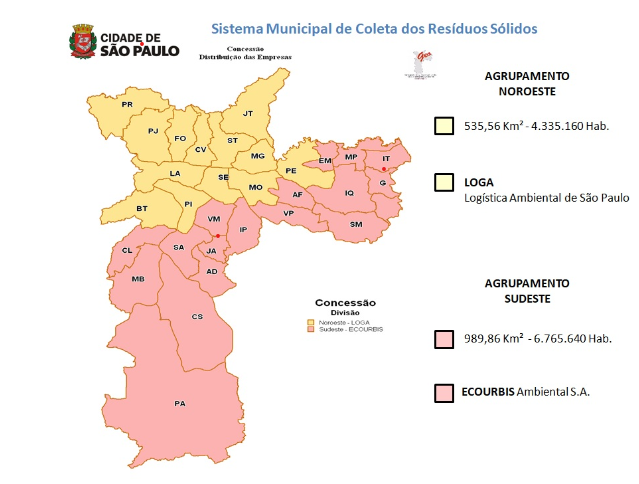 CIDADE DE
SÃO PAULO
Sistema Municipal de Coleta dos Resíduos Sólidos
Concessão
Distribuição das Empresas
AGRUPAMENTO
NOROESTE
535,56 Km² - 4.335.160 Hab.
LOGA
Logística Ambiental de São Paulo
PR
JT
PJ
FO
CV
ST
MG
LA
SE
MO
PE
EM
MP
IT
G
IQ
AF
VP
SM
BT
PI
VM
IP
CL
SA
JA
AD
MB
CS
PA
Concessão
Divisão
Noroeste - LOGA
Sudeste - ECOURBIS
AGRUPAMENTO
SUDESTE
989,86 Km² - 6.765.640 Hab.
ECOURBIS Ambiental S.A.